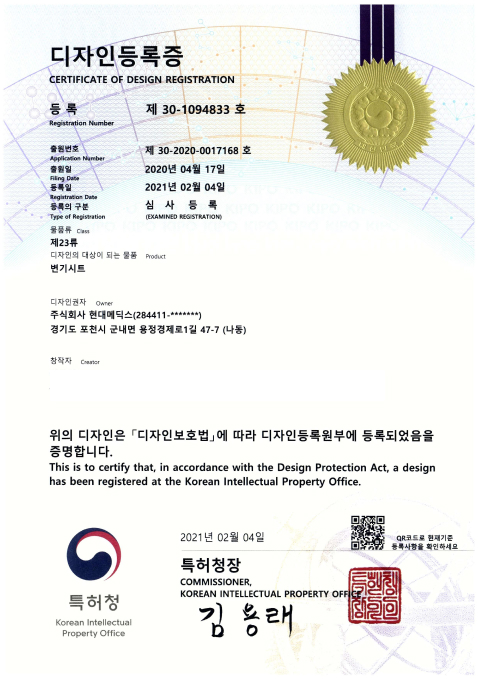 디자인등록증
CERTIFICATE OF DESIGN REGISTRATION
등 록 제 30-1094833 호
Registration Number
출원번호 제 30-2020-0017168 호
Application Number
출원일 2020년 04월 17일
Filing Date
등록일 2021년 02월 04일
Registration Date
등록의 구분 심 사 등 록
Type of Registration (EXAMINED REGISTRATION)
물품류 Class
제23류
디자인의 대상이 되는 물품 Product
변기시트
디자인권자 Owner
주식회사 현대메딕스(284411-*******)
경기도 포천시 군내면 용정경제로1길 47-7 (나동)
창작자 Creator
위의 디자인은 「디자인보호법」에 따라 디자인등록원부에 등록되었음을
증명합니다.
This is to certify that, in accordance with the Design Protection Act, a design
has been registered at the Korean Intellectual Property Office.
2021년 02월 04일
QR코드로 현재기준
등록사항을 확인하세요
특허청장
COMMISSIONER,
KOREAN INTELLECTUAL PROPERTY OFFICE
김용래
특허청
Korean Intellectual
Property Office